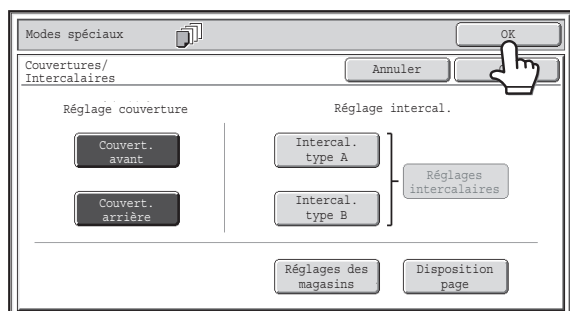 Modes spéciaux
OK
Couvertures/
Intercalaires
Annuler
Réglage couverture
Réglage intercal.
Couvert.
avant
Intercal.
type A
Réglages
intercalaires
Couvert.
arrière
Intercal.
type B
Réglages des
magasins
Disposition
page